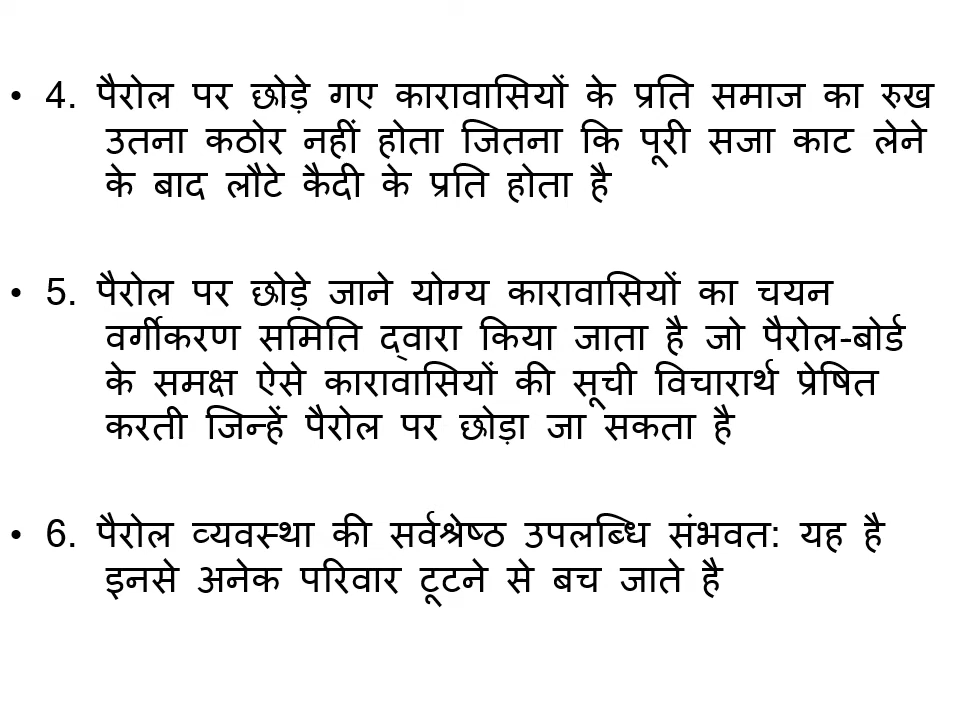 • 4. पैरोल पर छोड़े गए कारावासियों के प्रति समाज का रुख
उतना कठोर नहीं होता जितना कि पूरी सजा काट लेने
के बाद लौटे कैदी के प्रति होता है
• 5. पैरोल पर छोड़े जाने योग्य कारावासियों का चयन
वर्गीकरण समिति द्वारा किया जाता है जो पैरोल-बोर्ड
के समक्ष ऐसे कारावासियों की सूची विचारार्थ प्रेषित
करती जिन्हें पैरोल पर छोड़ा जा सकता है
• 6. पैरोल व्यवस्था की सर्वश्रेष्ठ उपलब्धि संभवत: यह है
इनसे अनेक परिवार टूटने से बच जाते है